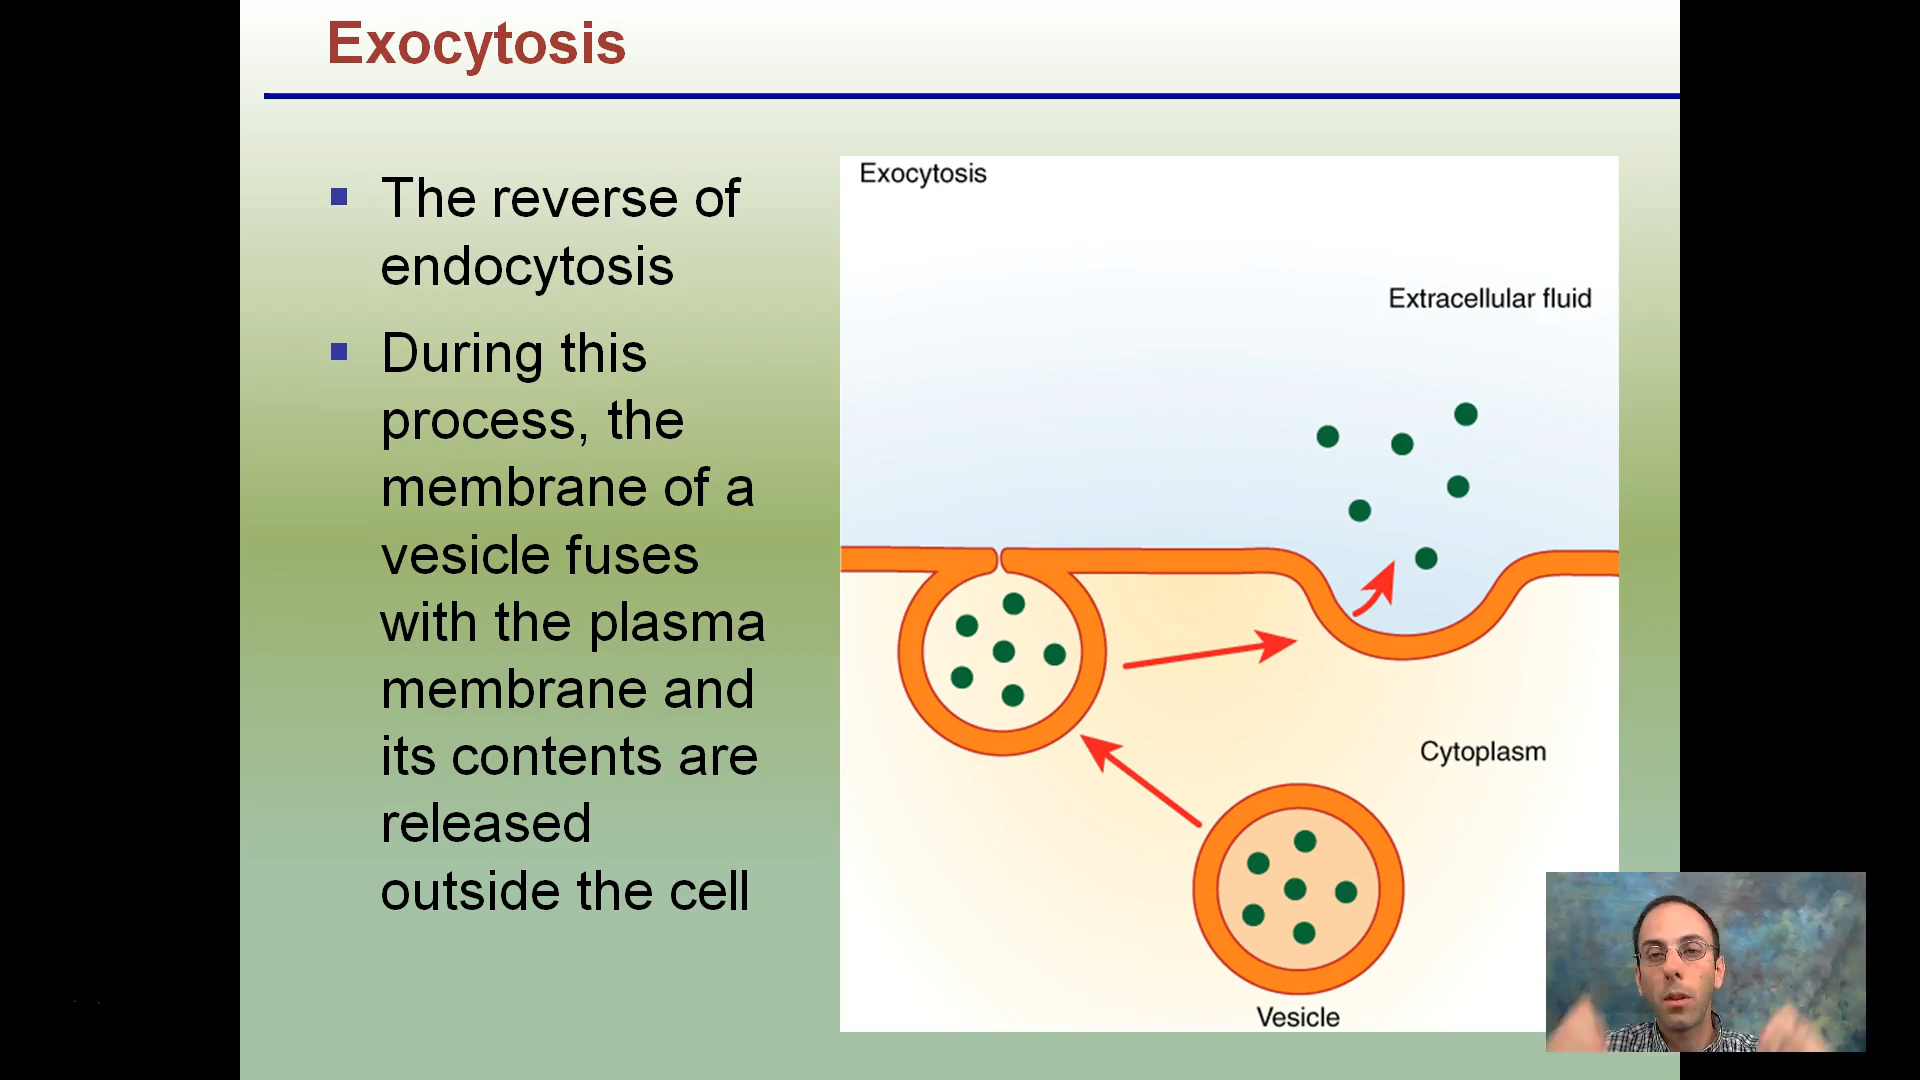 Exocytosis
The reverse of
endocytosis
During this
process, the
membrane of a
vesicle fuses
with the plasma
membrane and
its contents are
released
outside the cell
Exocytosis
Extracellular fluid
Cytoplasm
Vesicle